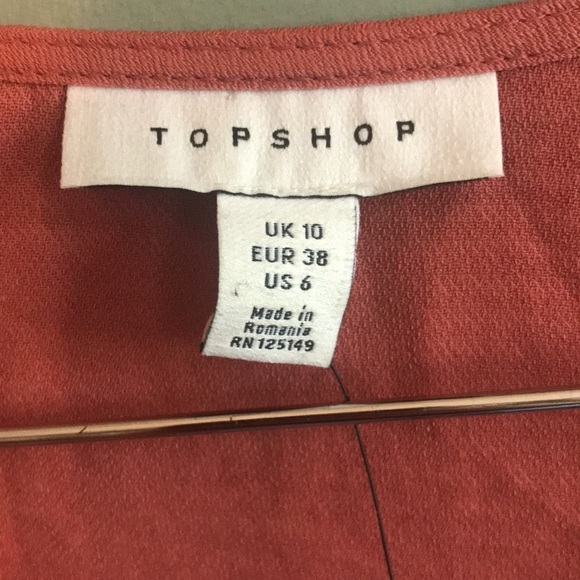 TOPSHOP
UK 10
EUR 38
US 6
Made in
Romania
RN 125149